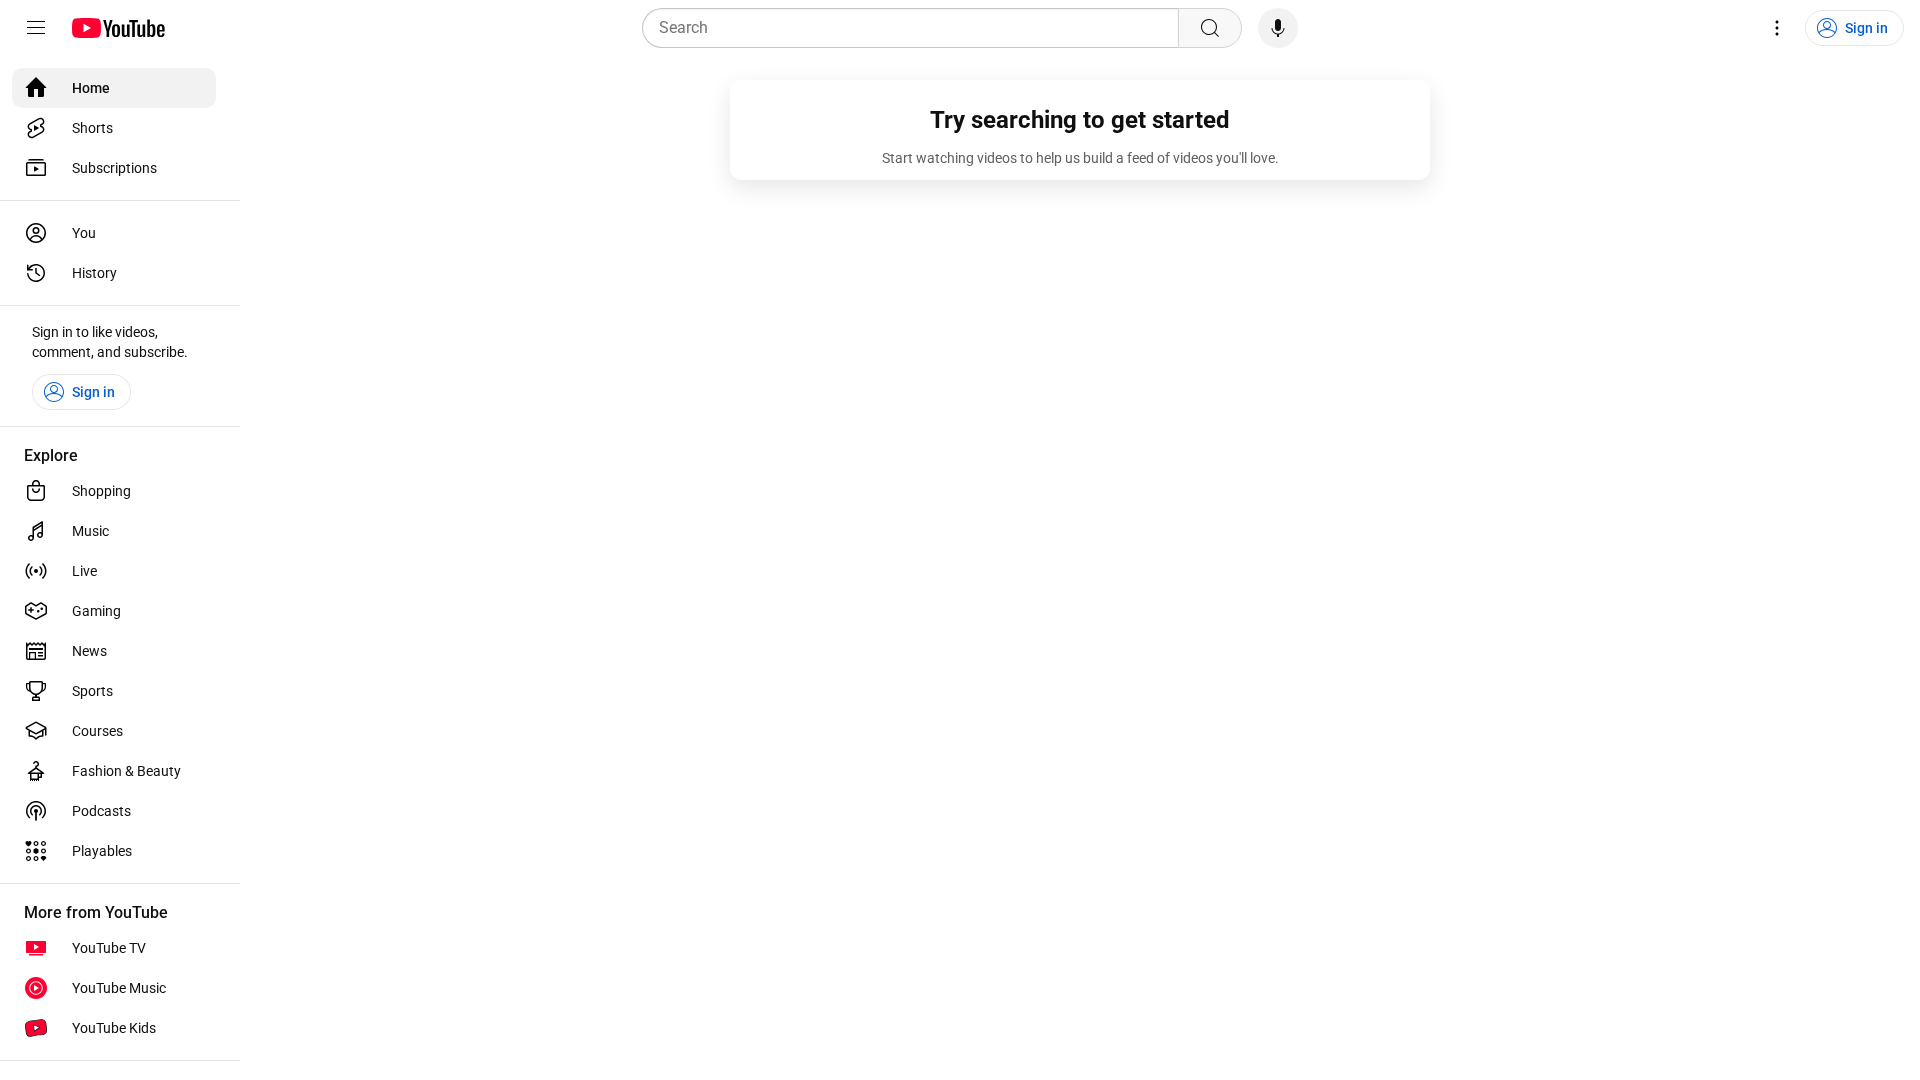 YouTube
Search
Sign in
Home
Shorts
Subscriptions
You
History
Sign in to like videos,
comment, and subscribe.
Sign in
Explore
Shopping
Music
Live
Gaming
News
Sports
Courses
Fashion & Beauty
Podcasts
Playables
More from YouTube
YouTube TV
YouTube Music
YouTube Kids
Try searching to get started
Start watching videos to help us build a feed of videos you'll love.